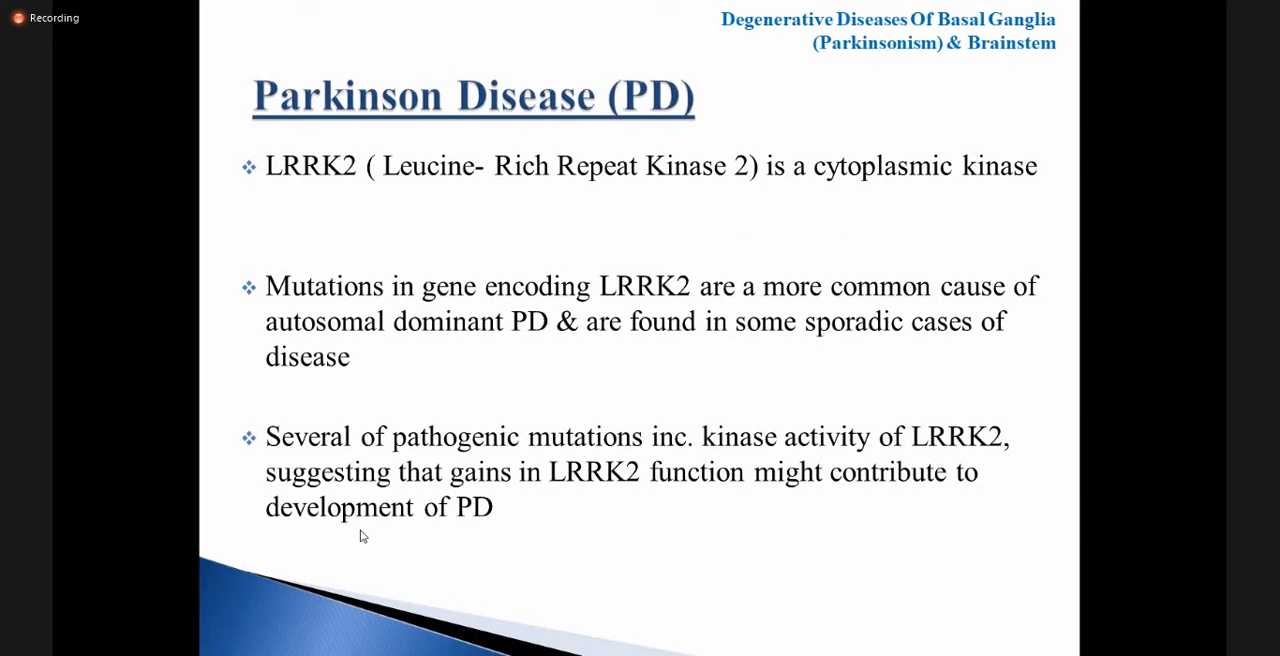 Recording
Degenerative Diseases Of Basal Ganglia
(Parkinsonism) & Brainstem
Parkinson Disease (PD)
LRRK2 ( Leucine- Rich Repeat Kinase 2) is a cytoplasmic kinase
Mutations in gene encoding LRRK2 are a more common cause of
autosomal dominant PD & are found in some sporadic cases of
disease
Several of pathogenic mutations inc. kinase activity of LRRK2,
suggesting that gains in LRRK2 function might contribute to
development of PD